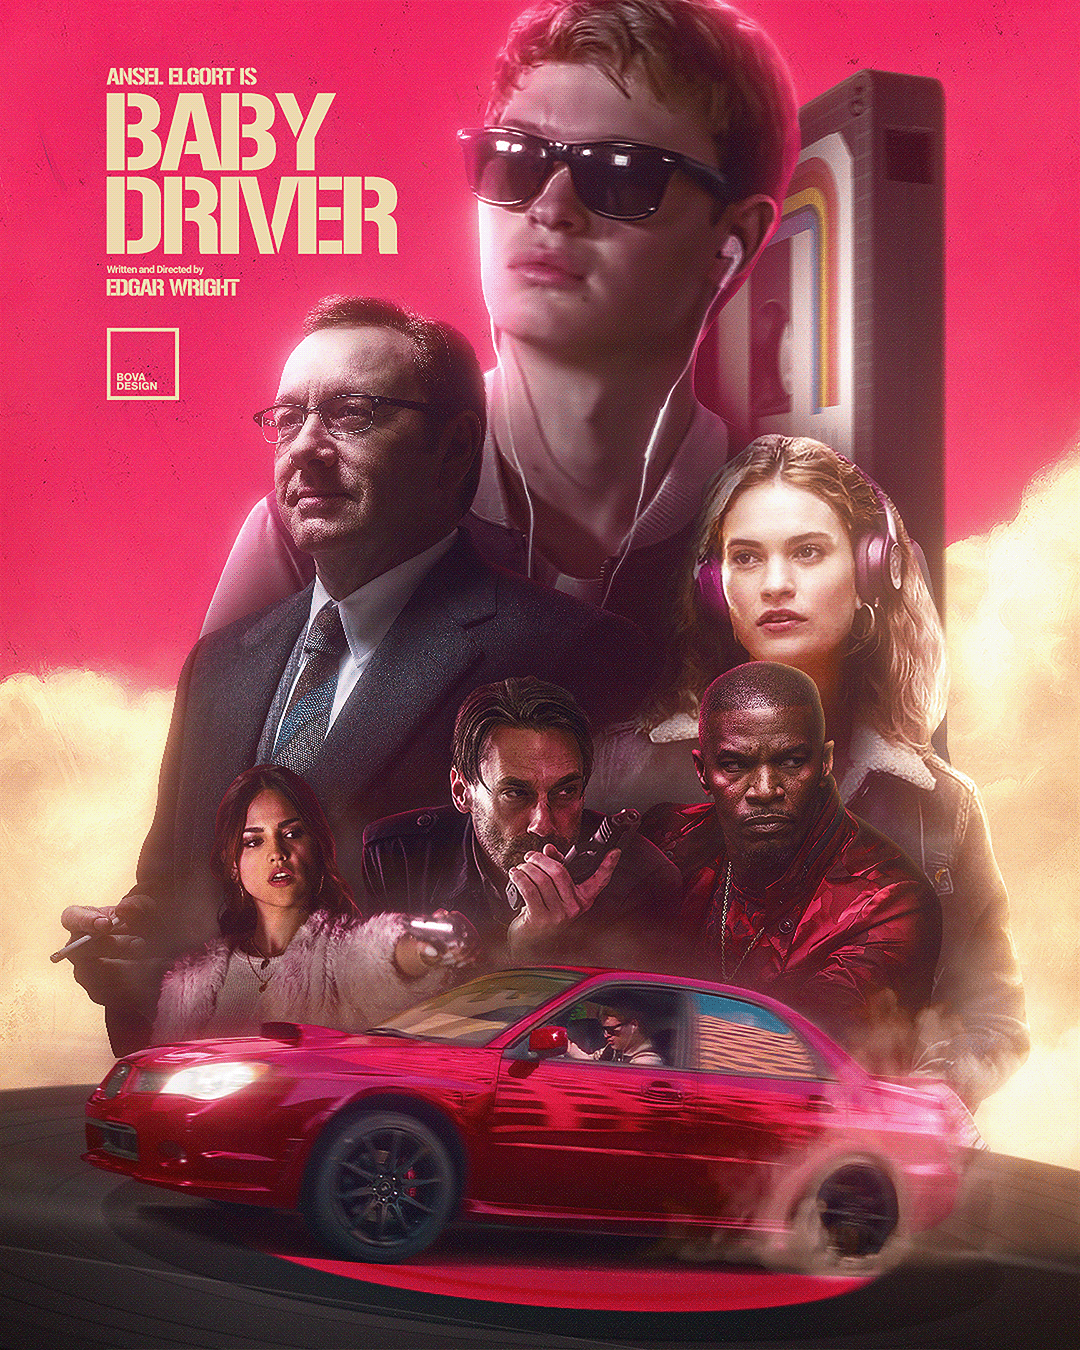 ANSEL ELGORT IS
BABY
DRIVER
Written and Directed by
EDGAR WRIGHT
BOVA
DESIGN